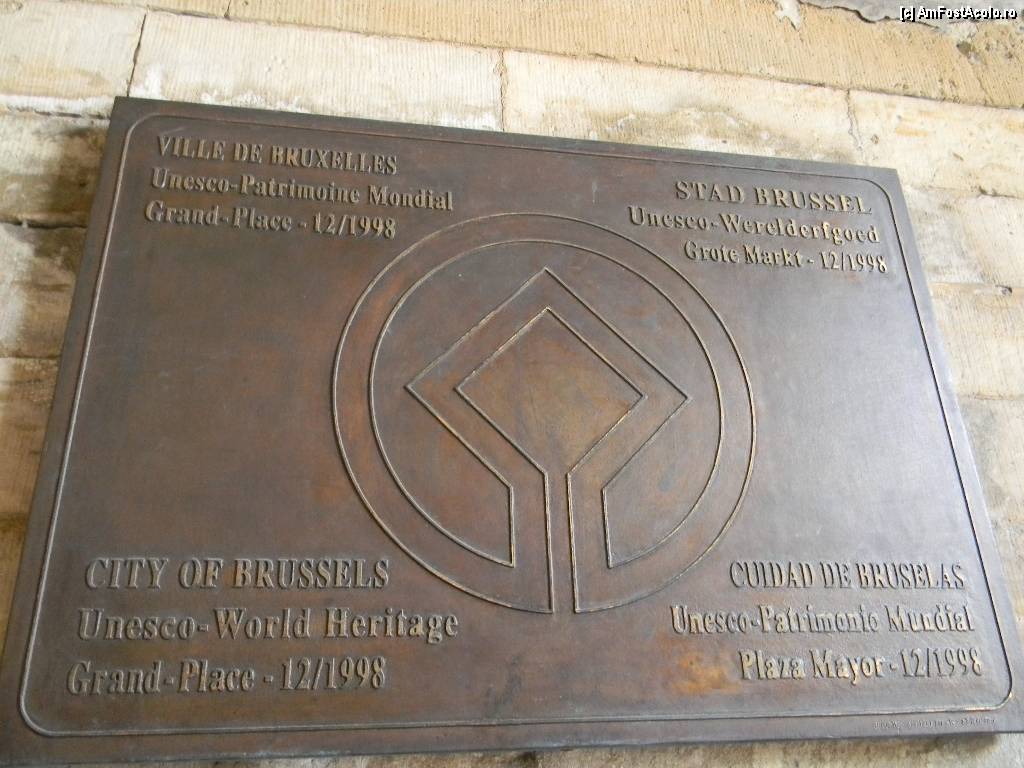 [c] AmFostAcolo.ro
VILLE DE BRUXELLES
Unesco-Patrimoine Mondial
Grand-Place - 12/1998
STAD BRUSSEL
Unesco-Werelderfgoed
Grote Markt - 12/1998
CITY OF BRUSSELS
Unesco-World Heritage
Grand-Place - 12/1998
CUIDAD DE BRUSELAS
Unesco-Patrimonio Mundial
Plaza Mayor - 12/1998